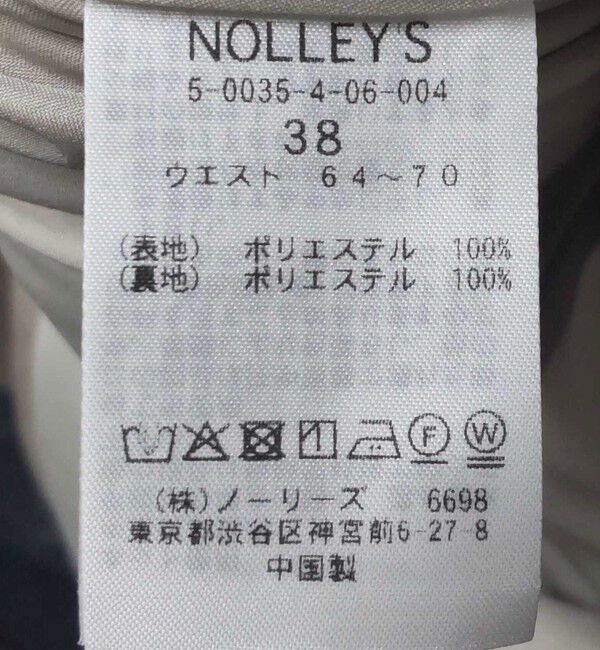 NOLLEY'S
5-0035-4-06-004
38
ウエスト 64〜70
(表地) ポリエステル 100%
(裏地) ポリエステル 100%
F W
(株)ノーリーズ 6698
東京都渋谷区神宮前6-27-8
中国製